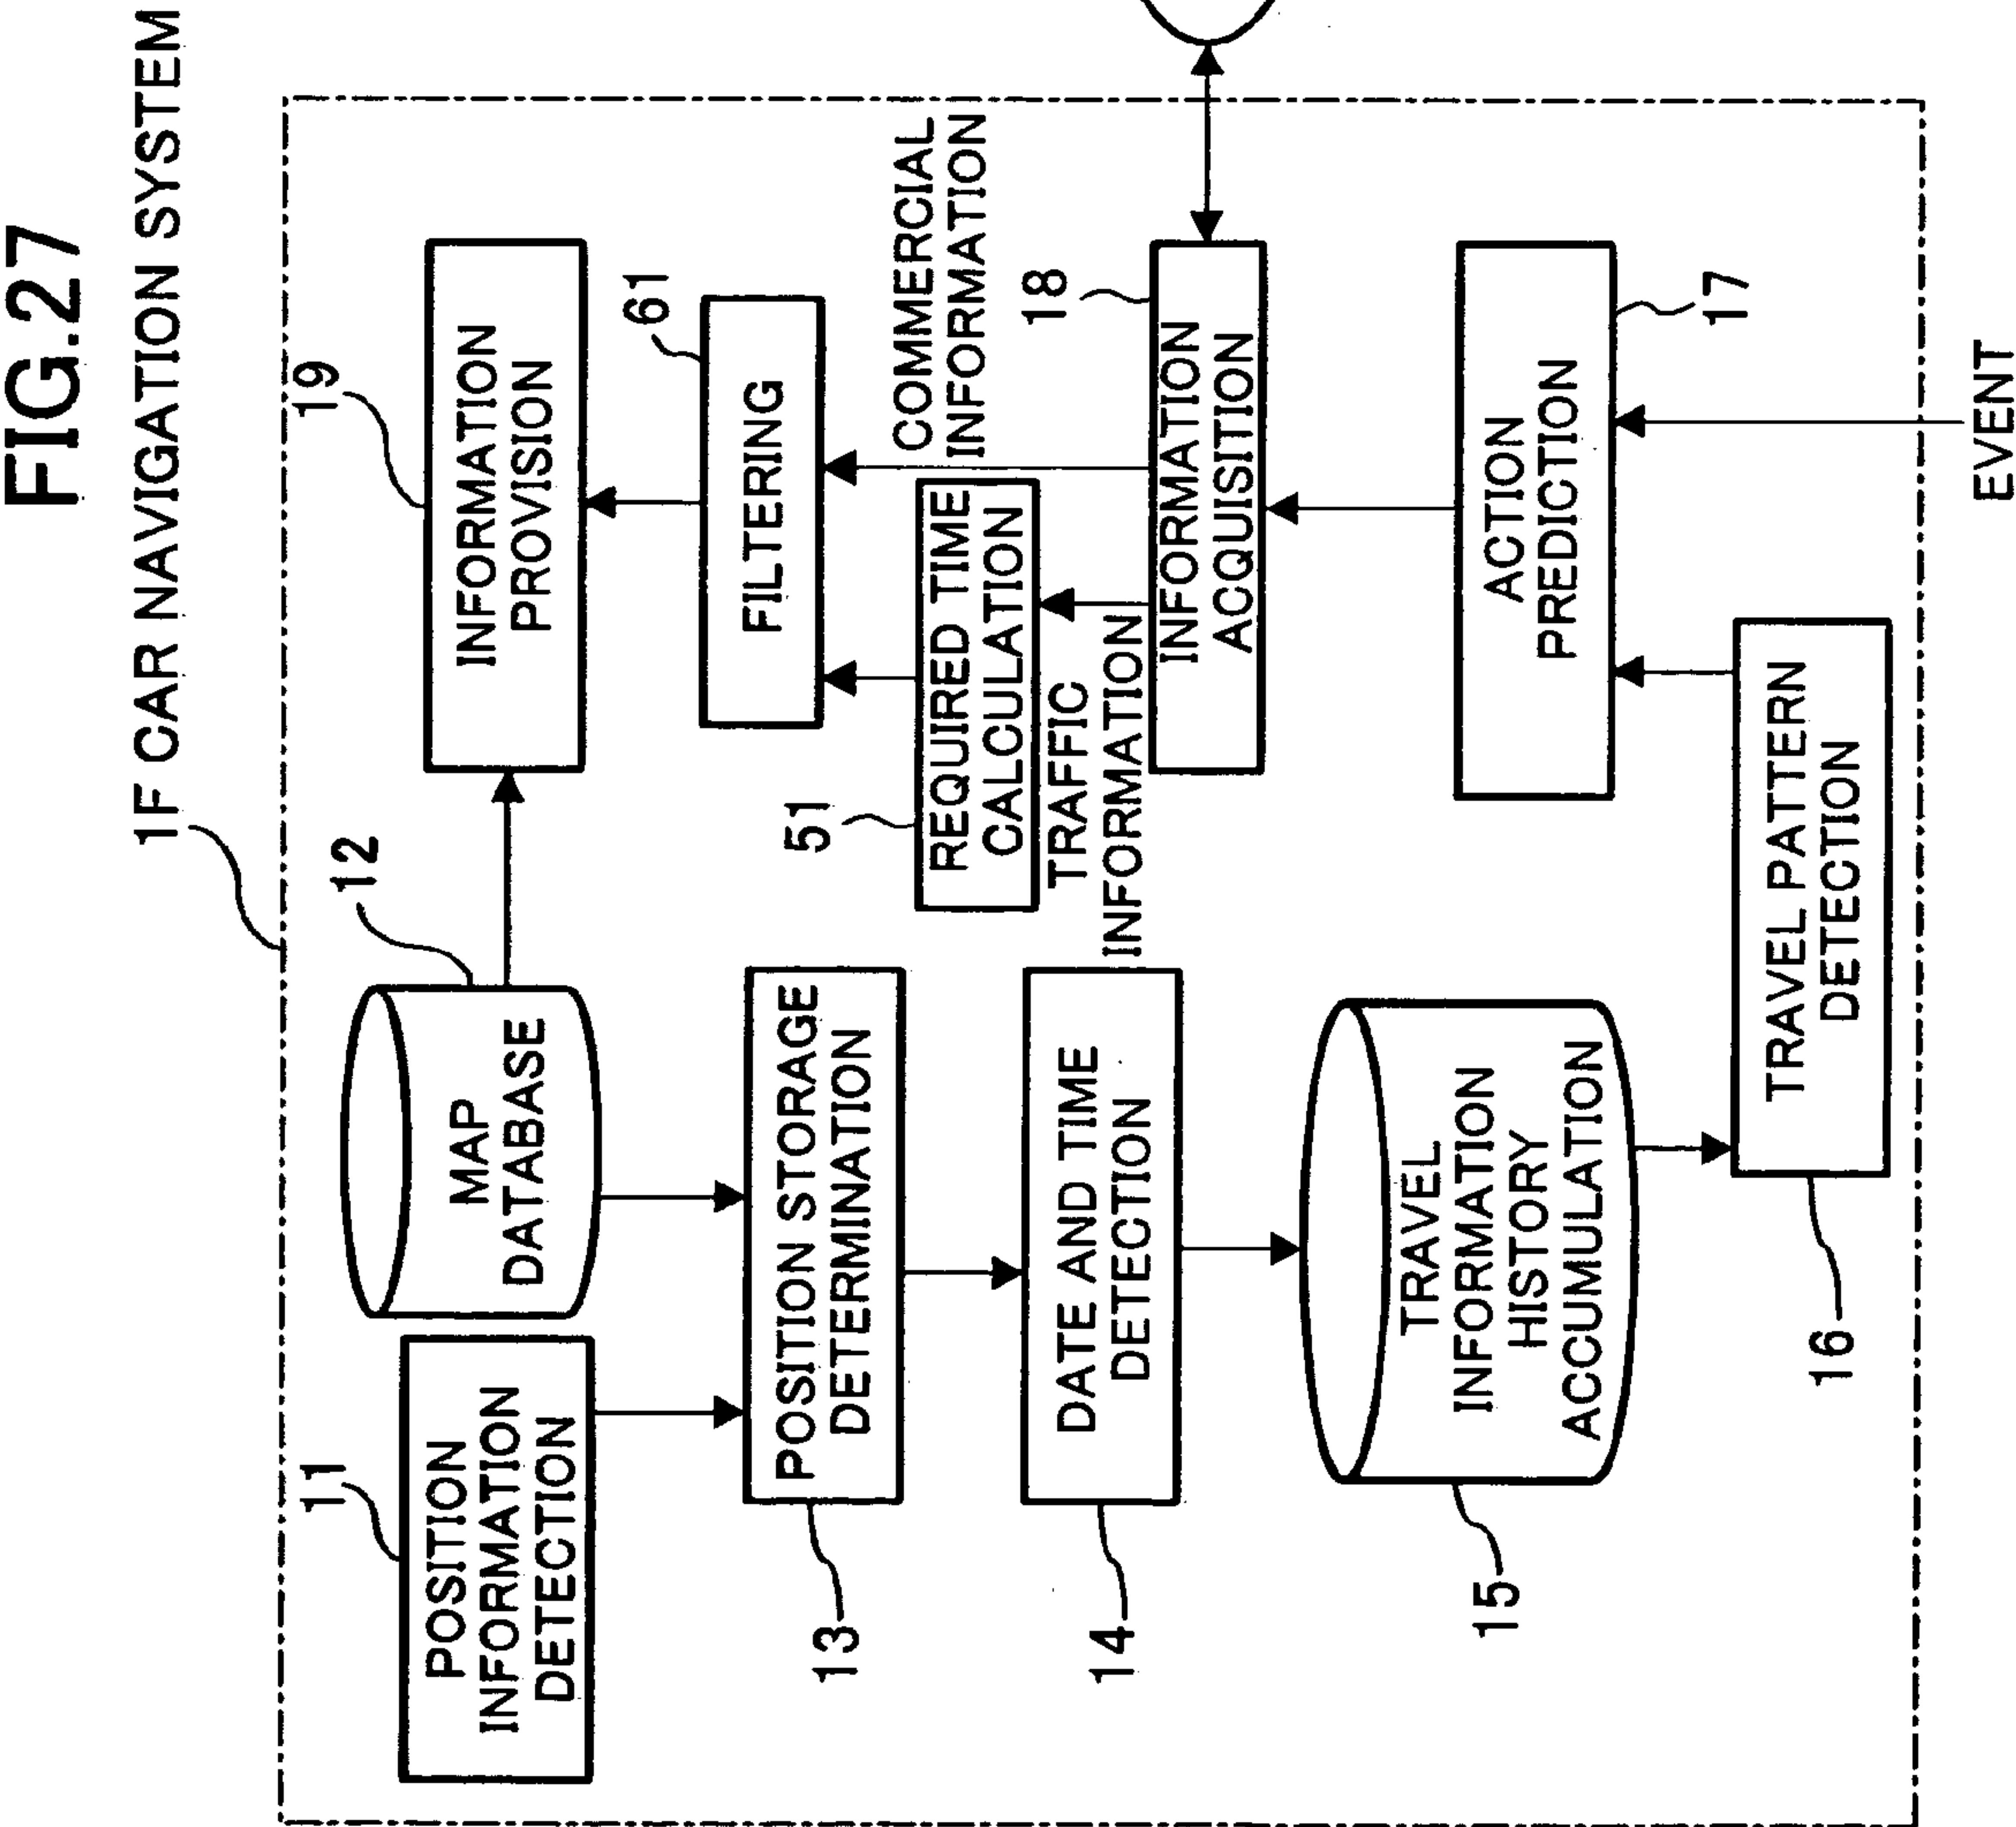 FIG.27
1F CAR NAVIGATION SYSTEM
11
POSITION
INFORMATION
DETECTION
12
MAP
DATABASE
19
INFORMATION
PROVISION
13
POSITION STORAGE
DETERMINATION
61
FILTERING
51
REQUIRED TIME
CALCULATION
COMMERCIAL
INFORMATION
TRAFFIC
INFORMATION
14
DATE AND TIME
DETECTION
18
INFORMATION
ACQUISITION
15
TRAVEL
INFORMATION
HISTORY
ACCUMULATION
ACTION
PREDICTION
17
16
TRAVEL PATTERN
DETECTION
EVENT